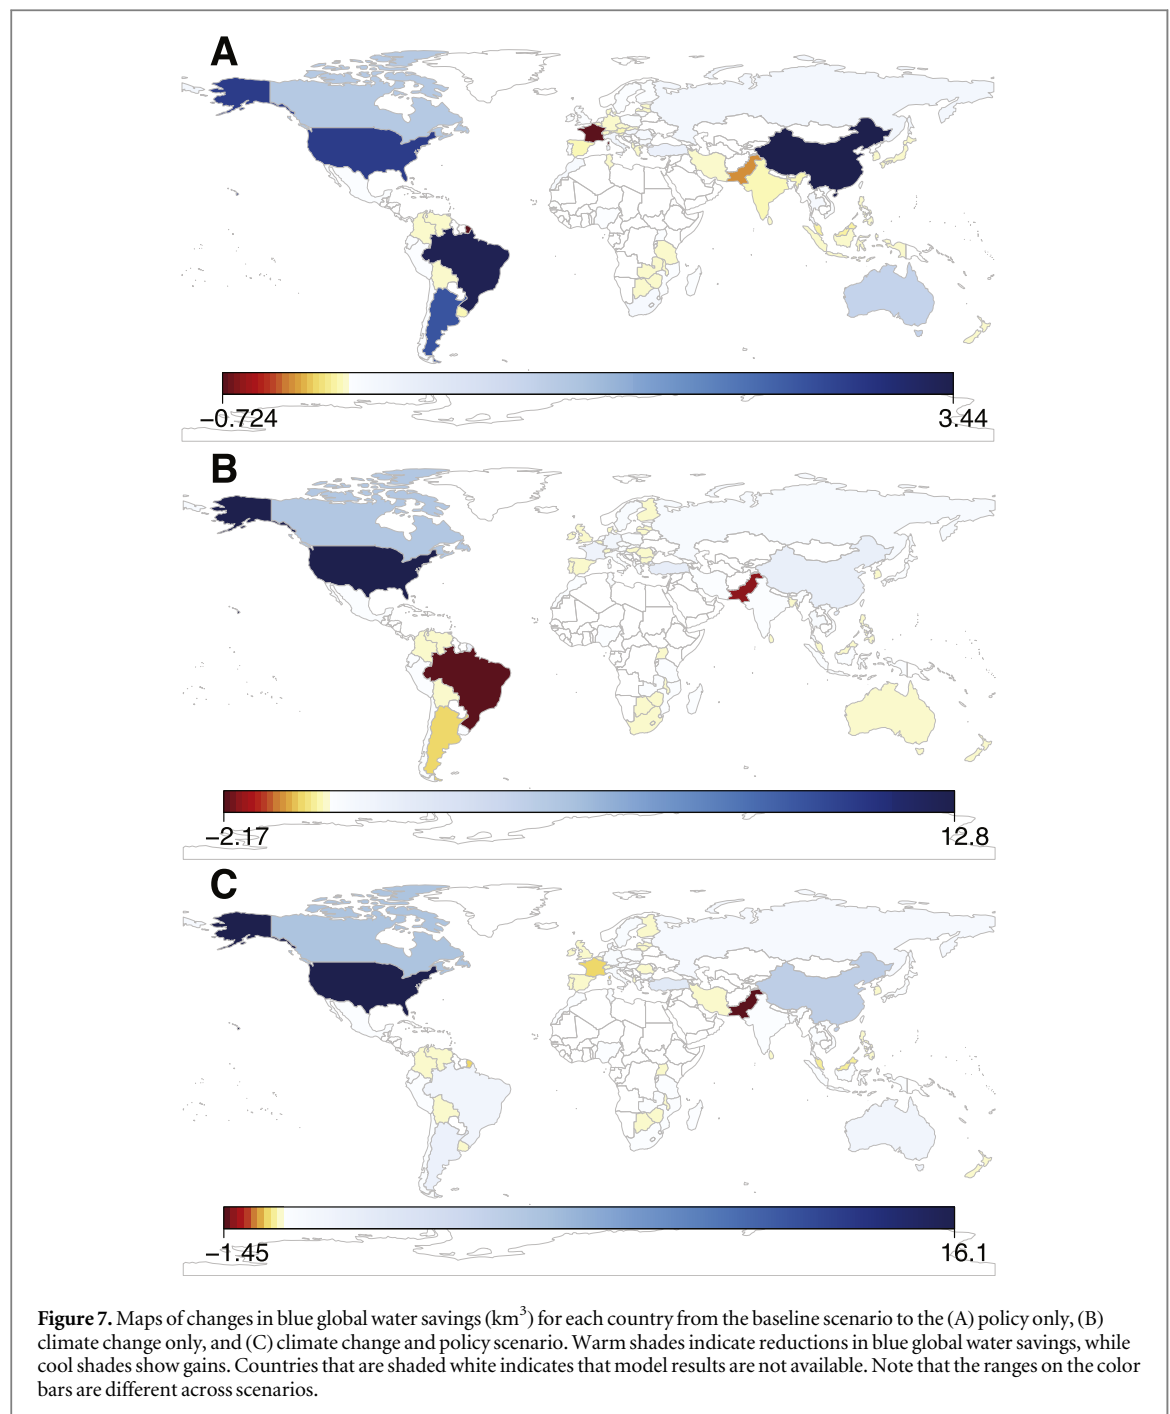 A
−0.724
3.44
B
−2.17
12.8
C
−1.45
16.1
Figure 7. Maps of changes in blue global water savings (km³) for each country from the baseline scenario to the (A) policy only, (B)
climate change only, and (C) climate change and policy scenario. Warm shades indicate reductions in blue global water savings, while
cool shades show gains. Countries that are shaded white indicates that model results are not available. Note that the ranges on the color
bars are different across scenarios.